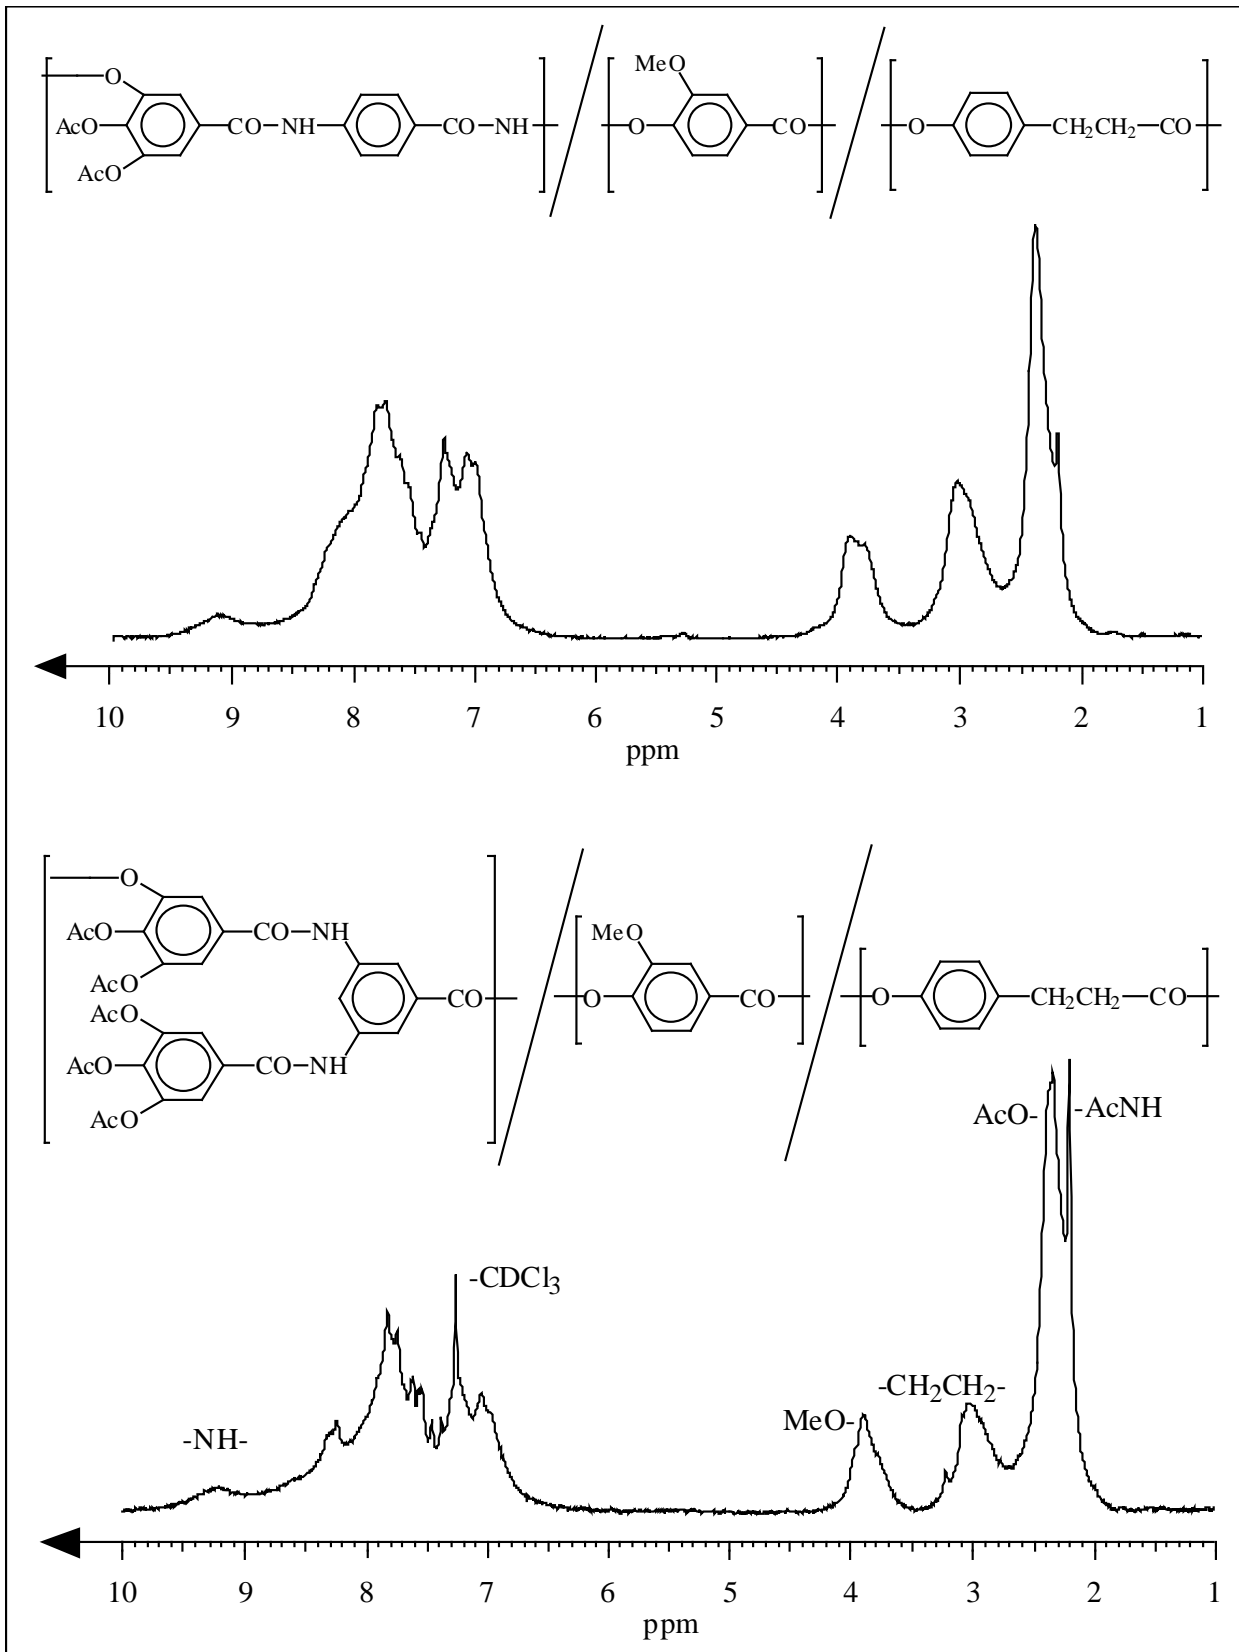 MeO
O
AcO
CO NH
CO NH
O
CO
O
CH2CH2 CO
AcO
10 9 8 7 6 5 4 3 2 1
ppm
O
AcO
CO NH
MeO
AcO
AcO
CO
O
CO
O
CH2CH2 CO
AcO
CO NH
AcO
AcO- -AcNH
-CDCl3
-CH2CH2-
MeO-
-NH-
10 9 8 7 6 5 4 3 2 1
ppm